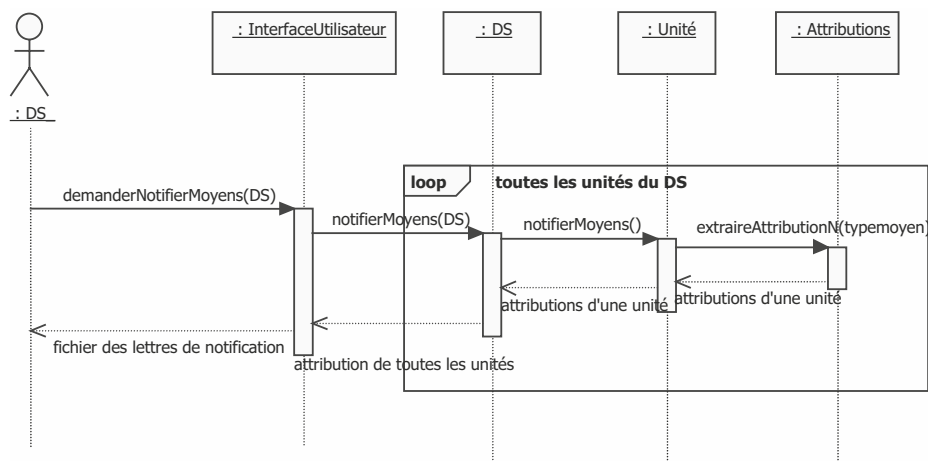 : InterfaceUtilisateur
: DS
: Unité
: Attributions
: DS
loop
toutes les unités du DS
demanderNotifierMoyens(DS)
notifierMoyens(DS)
notifierMoyens()
extraireAttributionN(typemoyen)
attributions d'une unité
attributions d'une unité
fichier des lettres de notification
attribution de toutes les unités